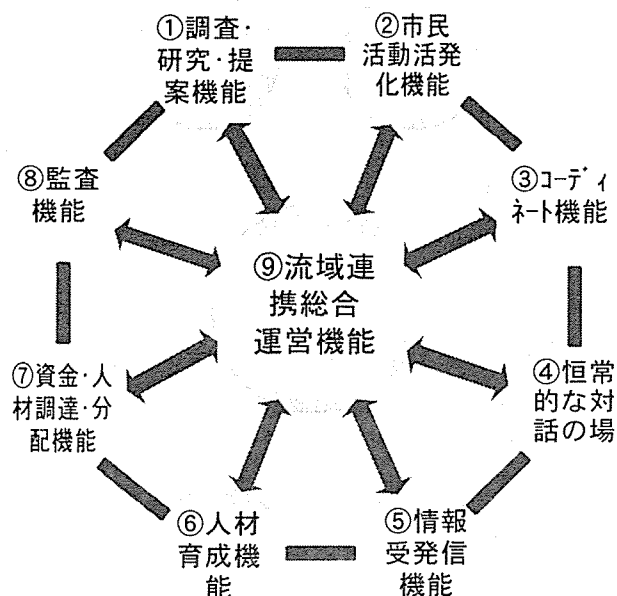 ①調査・
研究・提
案機能
②市民
活動活発
化機能
③ｺｰﾃﾞｨ
ﾈｰﾄ機能
④恒常
的な対
話の場
⑤情報
受発信
機能
⑥人材
育成機
能
⑦資金・人
材調達・分
配機能
⑧監査
機能
⑨流域連
携総合
運営機能